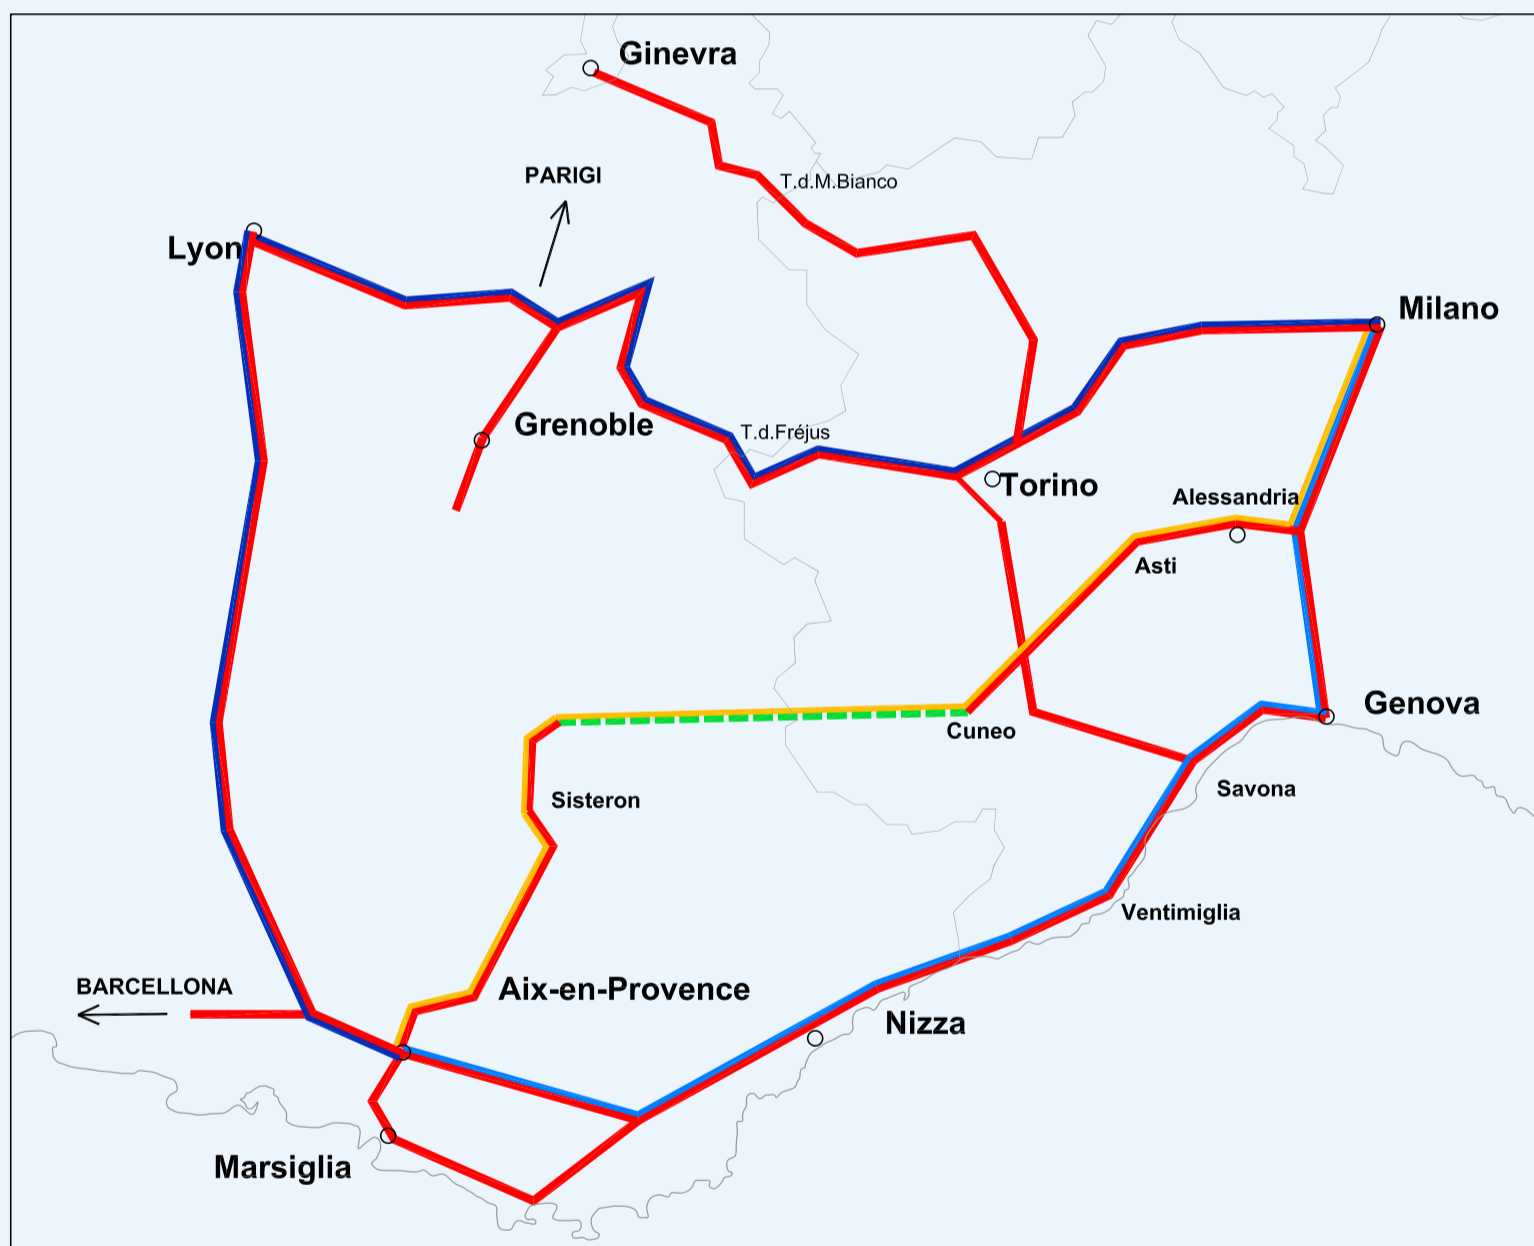 Ginevra
PARIGI
T.d.M.Bianco
Lyon
Milano
Grenoble
T.d.Fréjus
Torino
Alessandria
Asti
Genova
Cuneo
Savona
Sisteron
Ventimiglia
BARCELLONA
Aix-en-Provence
Nizza
Marsiglia